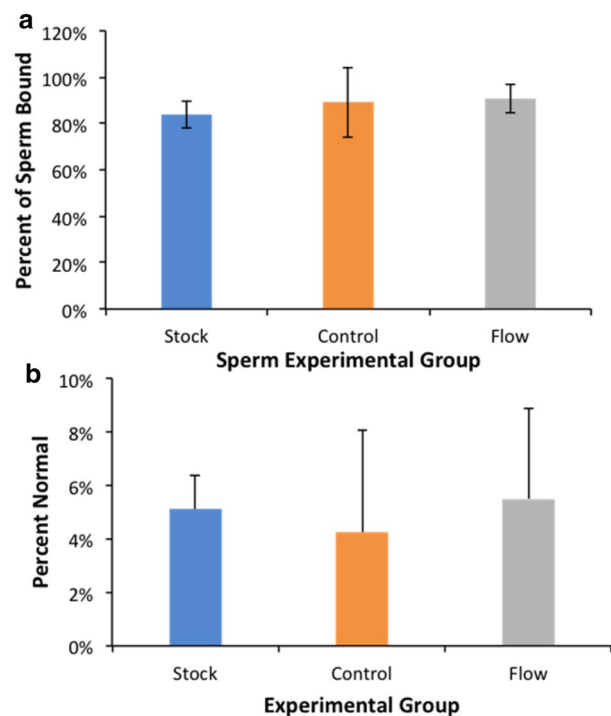 a
120%
100%
80%
60%
40%
20%
0%
Percent of Sperm Bound
Stock Control Flow
Sperm Experimental Group
b
10%
8%
6%
4%
2%
0%
Percent Normal
Stock Control Flow
Experimental Group